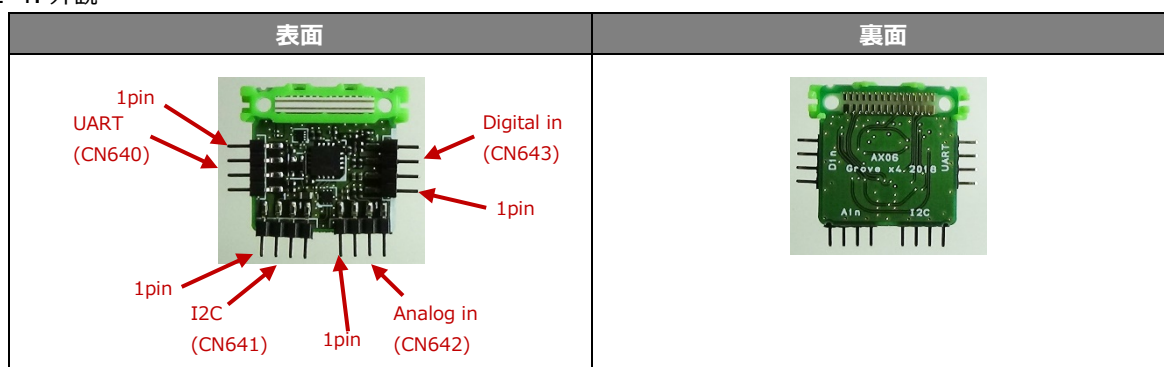 表面
裏面
1pin
UART
(CN640)
Digital in
(CN643)
1pin
1pin
I2C
(CN641)
1pin
Analog in
(CN642)
Din
AX06
Grove x4.2018
UART
AIn
I2C